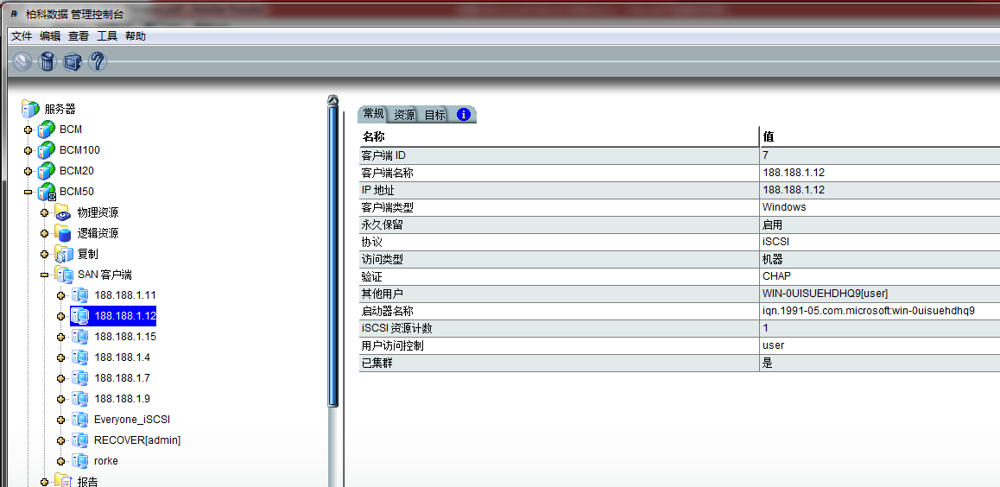 柏科数据 管理控制台
文件 编辑 查看 工具 帮助
服务器
BCM
BCM100
BCM20
BCM50
物理资源
逻辑资源
复制
SAN 客户端
188.188.1.11
188.188.1.12
188.188.1.15
188.188.1.4
188.188.1.7
188.188.1.9
Everyone_iSCSI
RECOVER[admin]
rorke
报告
常规 资源 目标
名称 值
客户端 ID 7
客户端名称 188.188.1.12
IP 地址 188.188.1.12
客户端类型 Windows
永久保留 启用
协议 iSCSI
访问类型 机器
验证 CHAP
其他用户 WIN-0UISUEHDHQ9[user]
启动器名称 iqn.1991-05.com.microsoft:win-0uisuehdhq9
iSCSI 资源计数 1
用户访问控制 user
已集群 是